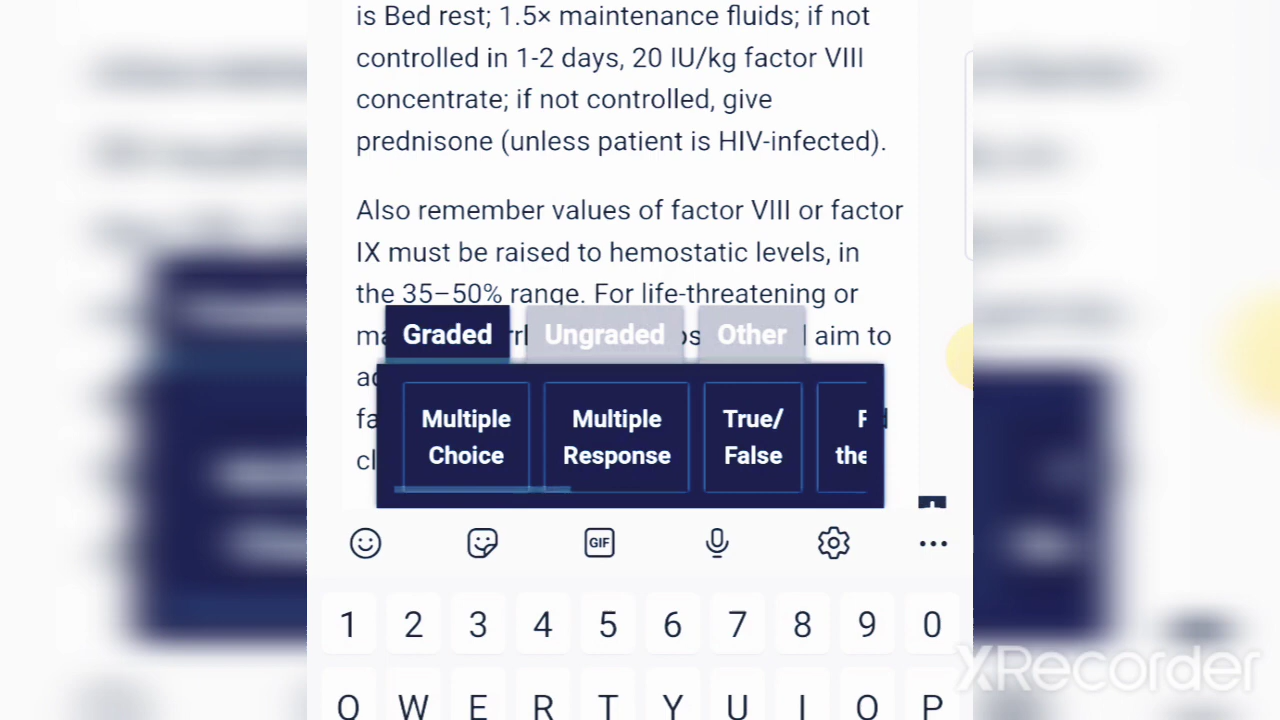 is Bed rest; 1.5× maintenance fluids; if not
controlled in 1-2 days, 20 IU/kg factor VIII
concentrate; if not controlled, give
prednisone (unless patient is HIV-infected).
Also remember values of factor VIII or factor
IX must be raised to hemostatic levels, in
the 35–50% range. For life-threatening or
aim to
Graded Ungraded Other
Multiple Choice
Multiple Response
True/ False
GIF
1 2 3 4 5 6 7 8 9 0
Q W E R T Y U I O P
XRecorder